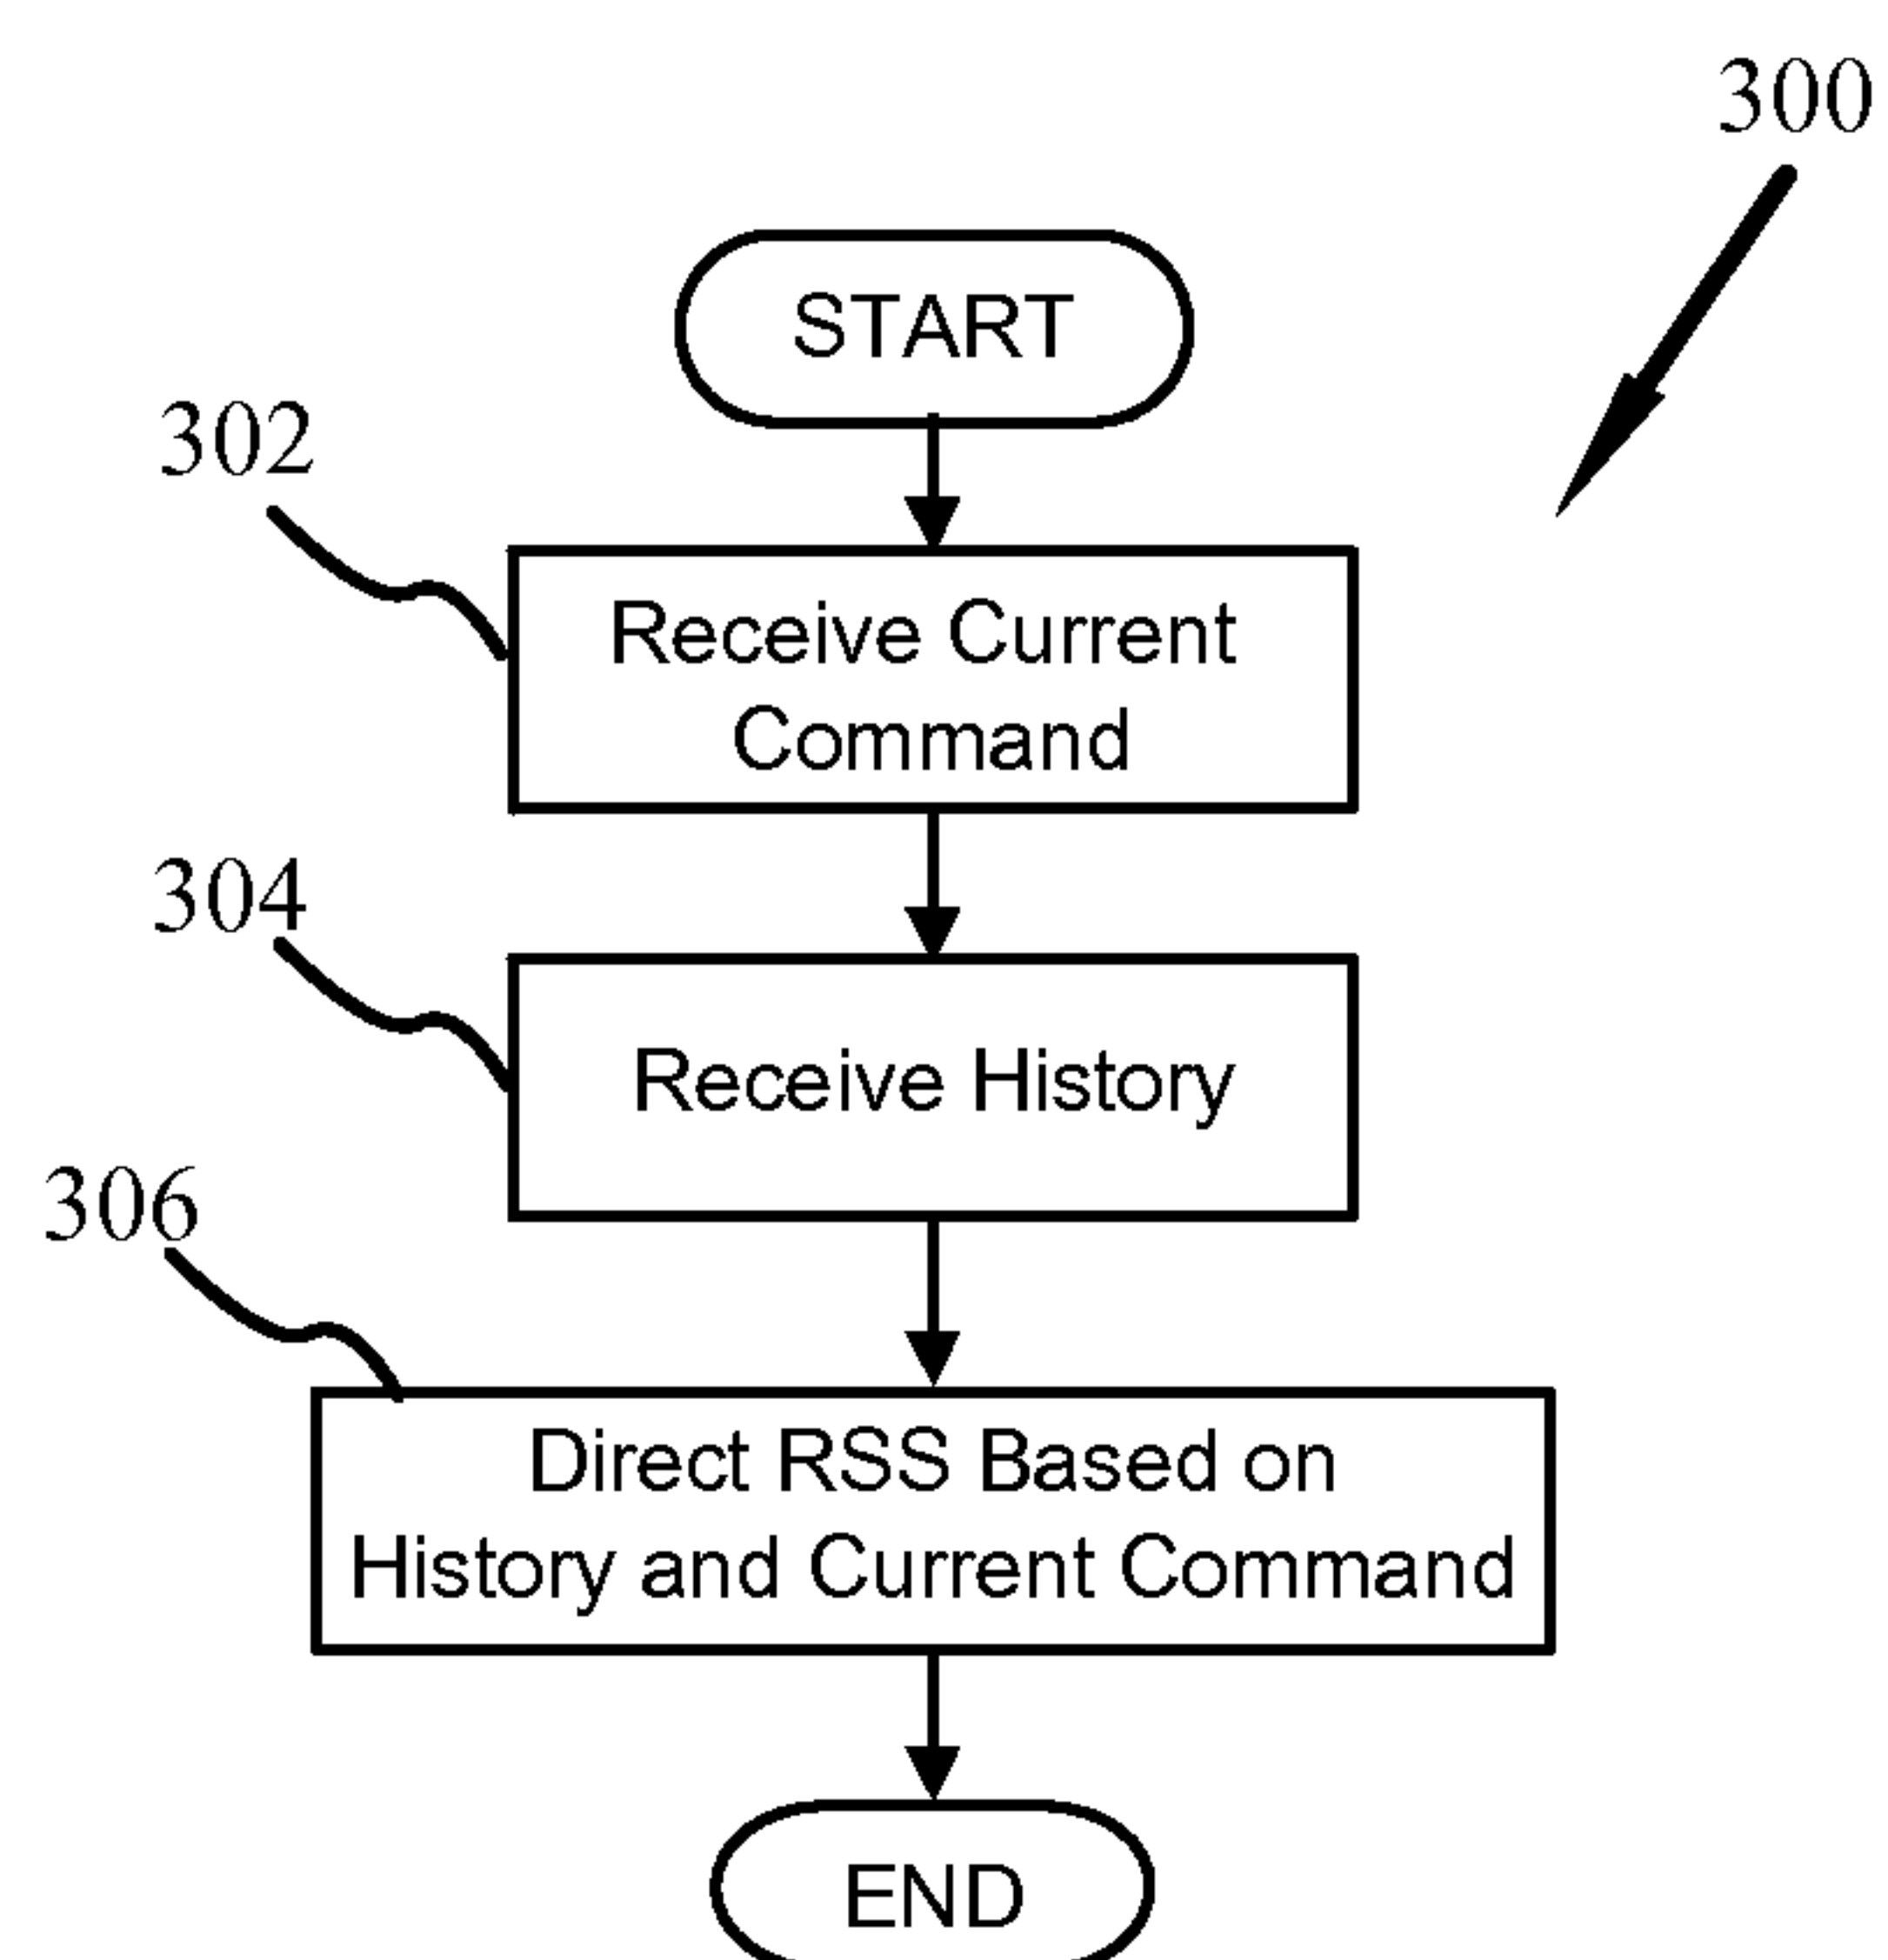 300
START
302
Receive Current
Command
304
Receive History
306
Direct RSS Based on
History and Current Command
END